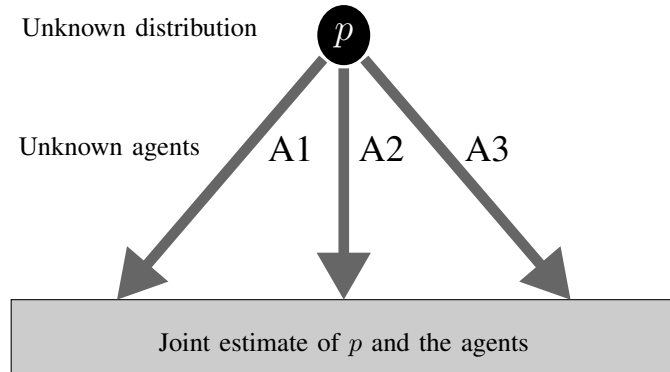 Unknown distribution
p
Unknown agents
A1 A2 A3
Joint estimate of p and the agents